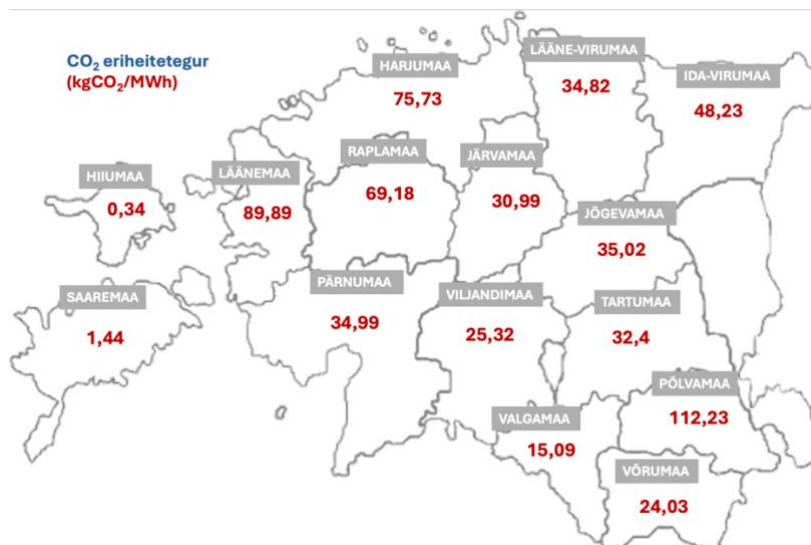 CO₂ eriheitetegur
(kgCO₂/MWh)
HARJUMAA
75,73
LÄÄNE-VIRUMAA
34,82
IDA-VIRUMAA
48,23
HIIUMAA
0,34
LÄÄNEMAA
89,89
RAPLAMAA
69,18
JÄRVAMAA
30,99
JÕGEVAMAA
35,02
SAAREMAA
1,44
PÄRNUMAA
34,99
VILJANDIMAA
25,32
TARTUMAA
32,4
PÕLVAMAA
112,23
VALGAMAA
15,09
VÕRUMAA
24,03